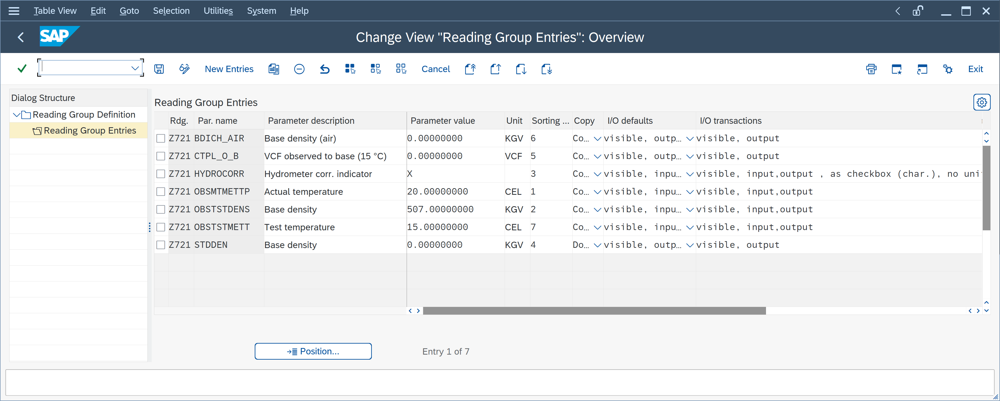 Table View Edit Goto Selection Utilities System Help
SAP Change View "Reading Group Entries": Overview
New Entries Cancel Exit
Dialog Structure
Reading Group Definition
Reading Group Entries
Reading Group Entries
Rdg. Par. name Parameter description Parameter value Unit Sorting ... Copy I/O defaults I/O transactions
Z721 BDICH_AIR Base density (air) 0.00000000 KGV 6 Co... visible, outp... visible, output
Z721 CTPL_O_B VCF observed to base (15 °C) 0.00000000 VCF 5 Co... visible, outp... visible, output
Z721 HYDROCORR Hydrometer corr. indicator X 3 Co... visible, inpu... visible, input,output , as checkbox (char.), no uni
Z721 OBSMTMETTP Actual temperature 20.00000000 CEL 1 Co... visible, inpu... visible, input,output
Z721 OBSTSTDENS Base density 507.00000000 KGV 2 Co... visible, inpu... visible, input,output
Z721 OBSTSTMETT Test temperature 15.00000000 CEL 7 Co... visible, inpu... visible, input,output
Z721 STDDEN Base density 0.00000000 KGV 4 Do... visible, outp... visible, output
Position... Entry 1 of 7